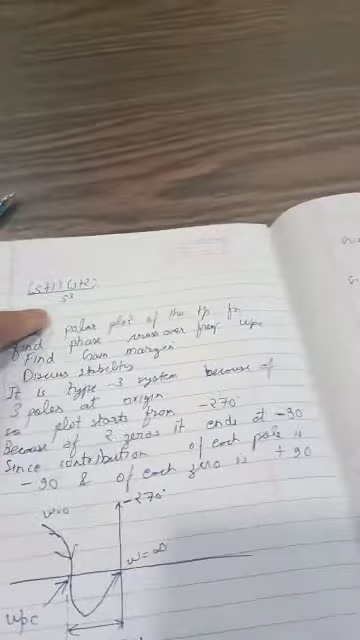 (s+1) (s+2)
s³
polar plot of the tp fn
find phase cross over freq wpc
Find Gain margin
Discuss stability
It is type -3 system because of
3 poles at origin
so plot starts from -270°
Because of 2 zeros it ends at -90
Since contribution of each pole is
-90 & of each zero is +90
-270°
w=0
w=∞
wpc